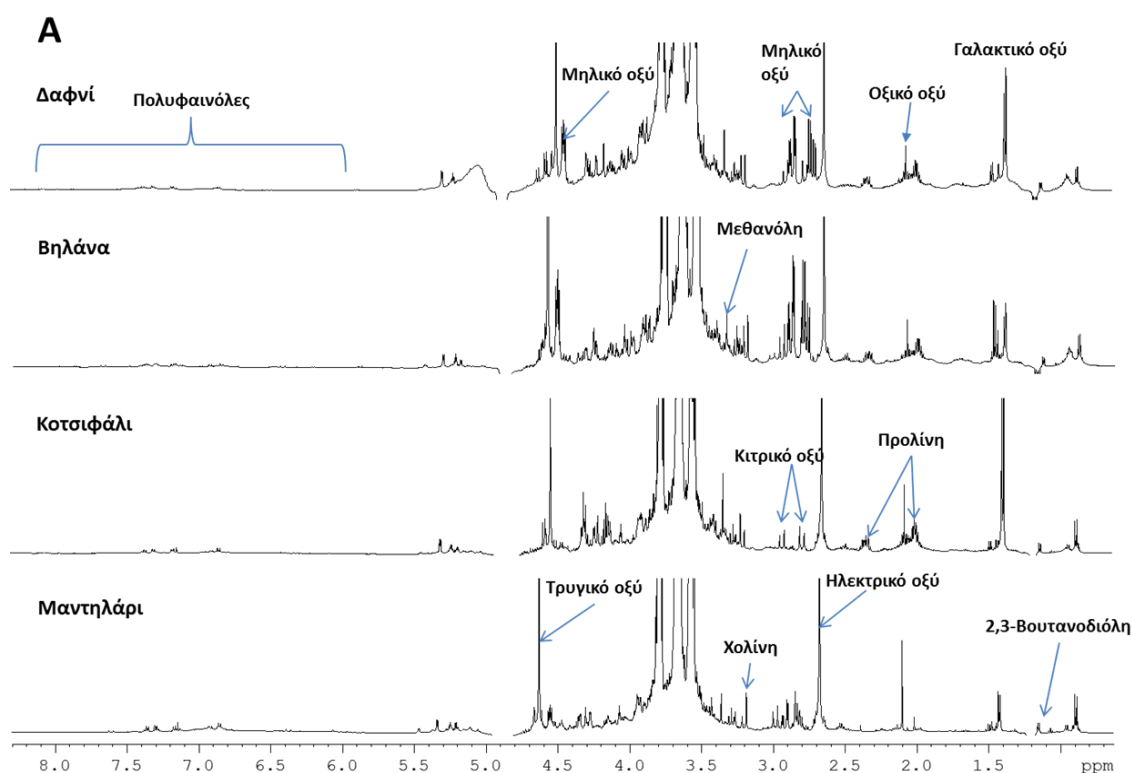 A
Δαφνί
Πολυφαινόλες
Μηλικό οξύ
Μηλικό
οξύ
Οξικό οξύ
Γαλακτικό οξύ
Βηλάνα
Μεθανόλη
Κοτσιφάλι
Κιτρικό οξύ
Προλίνη
Μαντηλάρι
Τρυγικό οξύ
Χολίνη
Ηλεκτρικό οξύ
2,3-Βουτανοδιόλη
8.0 7.5 7.0 6.5 6.0 5.5 5.0 4.5 4.0 3.5 3.0 2.5 2.0 1.5 ppm